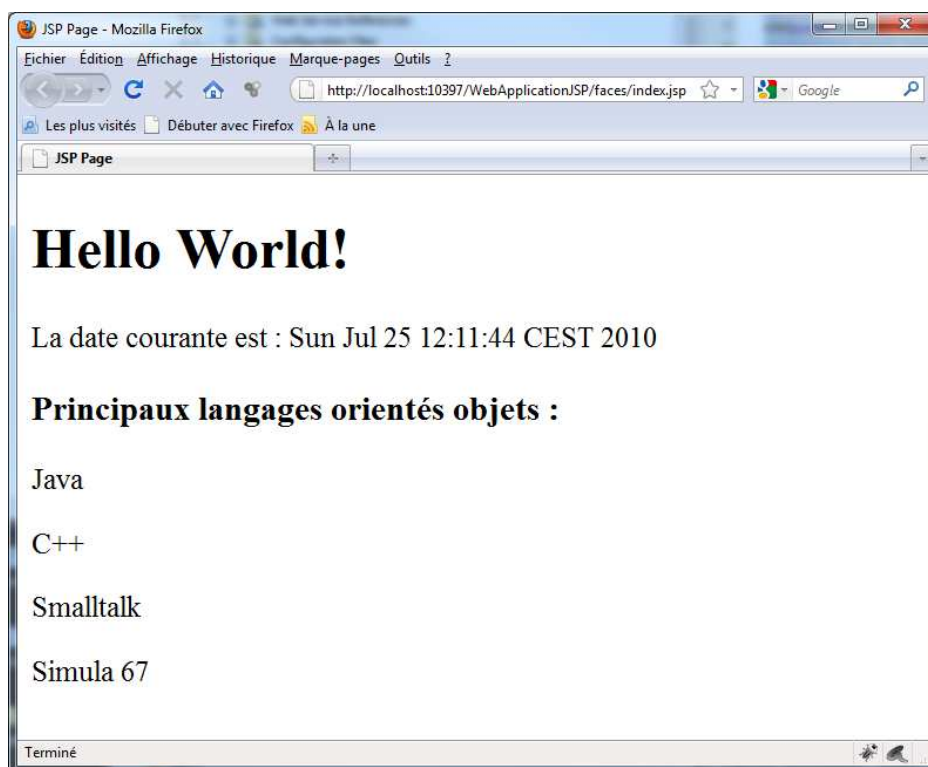 JSP Page - Mozilla Firefox
Fichier Édition Affichage Historique Marque-pages Outils ?
http://localhost:10397/WebApplicationJSP/faces/index.jsp Google
Les plus visités Débuter avec Firefox À la une
JSP Page
Hello World!
La date courante est : Sun Jul 25 12:11:44 CEST 2010
Principaux langages orientés objets :
Java
C++
Smalltalk
Simula 67
Terminé